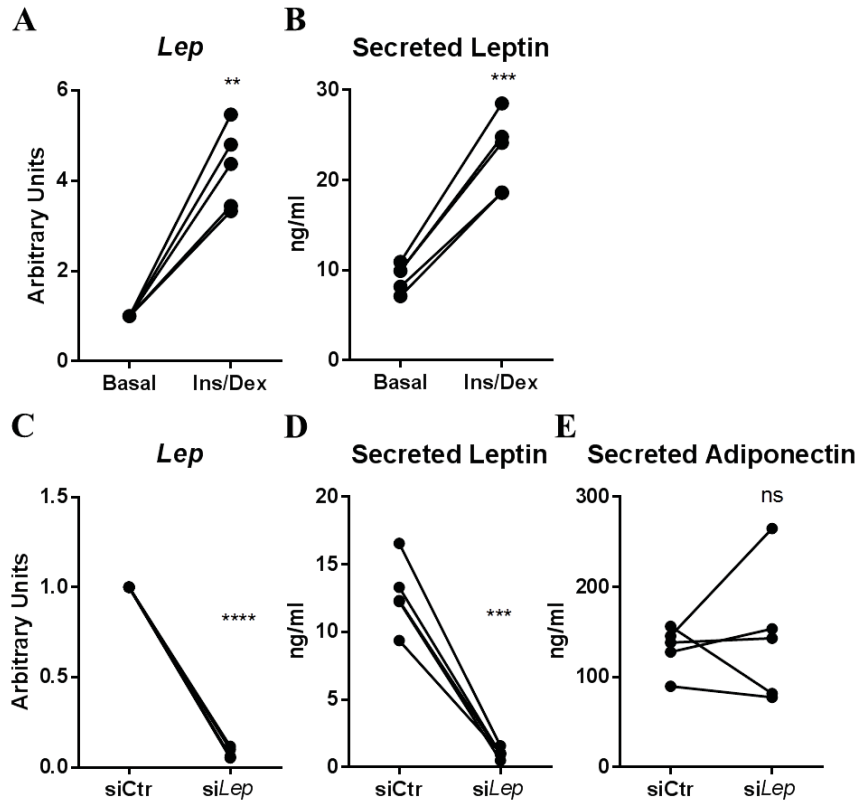 A
Lep
**
6
4
2
0
Arbitrary Units
Basal Ins/Dex
B
Secreted Leptin
***
30
20
10
0
ng/ml
Basal Ins/Dex
C
Lep
1.5
1.0
0.5
0.0
Arbitrary Units
****
siCtr siLep
D
Secreted Leptin
20
15
10
5
0
ng/ml
***
siCtr siLep
E
Secreted Adiponectin
ns
300
200
100
0
ng/ml
siCtr siLep